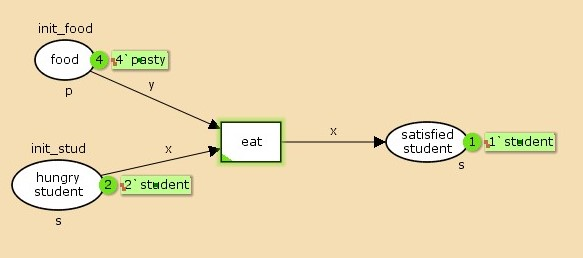 init_food
food
4
4`pasty
p
y
init_stud
x
eat
x
satisfied
student
1
1`student
s
hungry
student
2
2`student
s